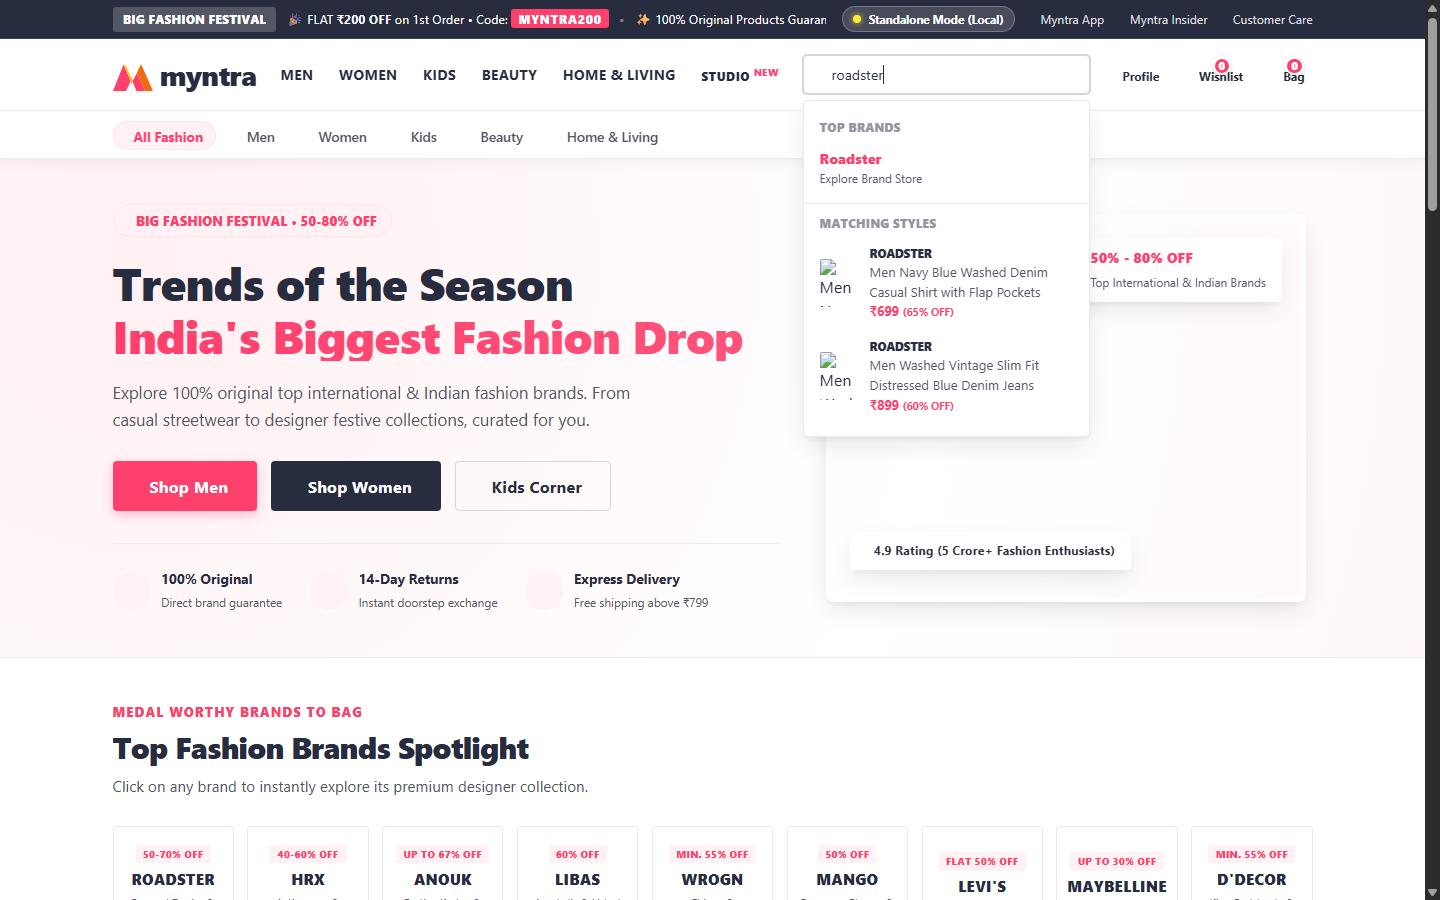 BIG FASHION FESTIVAL
🎉 FLAT ₹200 OFF on 1st Order • Code: MYNTRA200 • ✨ 100% Original Products Guaran
Standalone Mode (Local)
Myntra App
Myntra Insider
Customer Care
myntra
MEN
WOMEN
KIDS
BEAUTY
HOME & LIVING
STUDIO NEW
roadster
Profile
0
Wishlist
0
Bag
All Fashion
Men
Women
Kids
Beauty
Home & Living
TOP BRANDS
Roadster
Explore Brand Store
MATCHING STYLES
Men
ROADSTER
Men Navy Blue Washed Denim
Casual Shirt with Flap Pockets
₹699 (65% OFF)
Men
ROADSTER
Men Washed Vintage Slim Fit
Distressed Blue Denim Jeans
₹899 (60% OFF)
BIG FASHION FESTIVAL • 50-80% OFF
Trends of the Season
India's Biggest Fashion Drop
Explore 100% original top international & Indian fashion brands. From
casual streetwear to designer festive collections, curated for you.
Shop Men
Shop Women
Kids Corner
100% Original
Direct brand guarantee
14-Day Returns
Instant doorstep exchange
Express Delivery
Free shipping above ₹799
50% - 80% OFF
Top International & Indian Brands
4.9 Rating (5 Crore+ Fashion Enthusiasts)
MEDAL WORTHY BRANDS TO BAG
Top Fashion Brands Spotlight
Click on any brand to instantly explore its premium designer collection.
50-70% OFF
ROADSTER
40-60% OFF
HRX
UP TO 67% OFF
ANOUK
60% OFF
LIBAS
MIN. 55% OFF
WROGN
50% OFF
MANGO
FLAT 50% OFF
LEVI'S
UP TO 30% OFF
MAYBELLINE
MIN. 55% OFF
D'DECOR